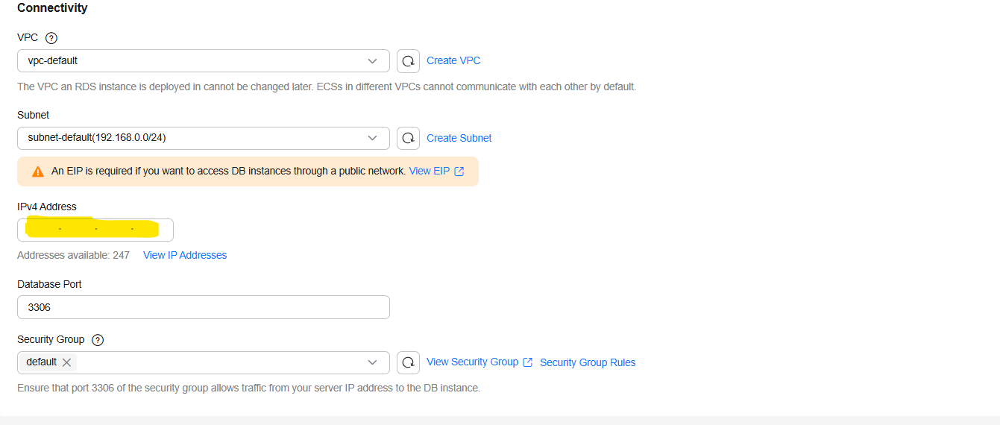 Connectivity
VPC ?
vpc-default
Create VPC
The VPC an RDS instance is deployed in cannot be changed later. ECSs in different VPCs cannot communicate with each other by default.
Subnet
subnet-default(192.168.0.0/24)
Create Subnet
An EIP is required if you want to access DB instances through a public network. View EIP
IPv4 Address
. . .
Addresses available: 247 View IP Addresses
Database Port
3306
Security Group ?
default
View Security Group Security Group Rules
Ensure that port 3306 of the security group allows traffic from your server IP address to the DB instance.